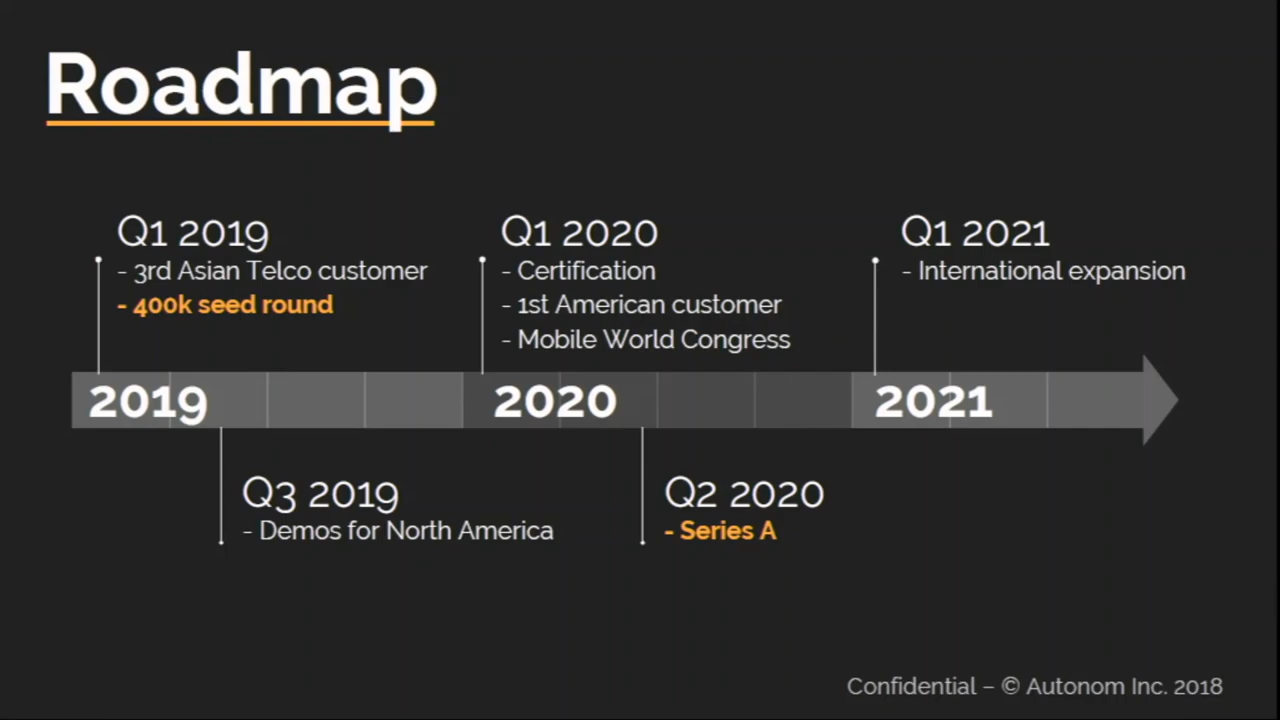 Roadmap
Q1 2019
- 3rd Asian Telco customer
- 400k seed round
Q1 2020
- Certification
- 1st American customer
- Mobile World Congress
Q1 2021
- International expansion
2019
2020
2021
Q3 2019
- Demos for North America
Q2 2020
- Series A
Confidential – © Autonom Inc. 2018